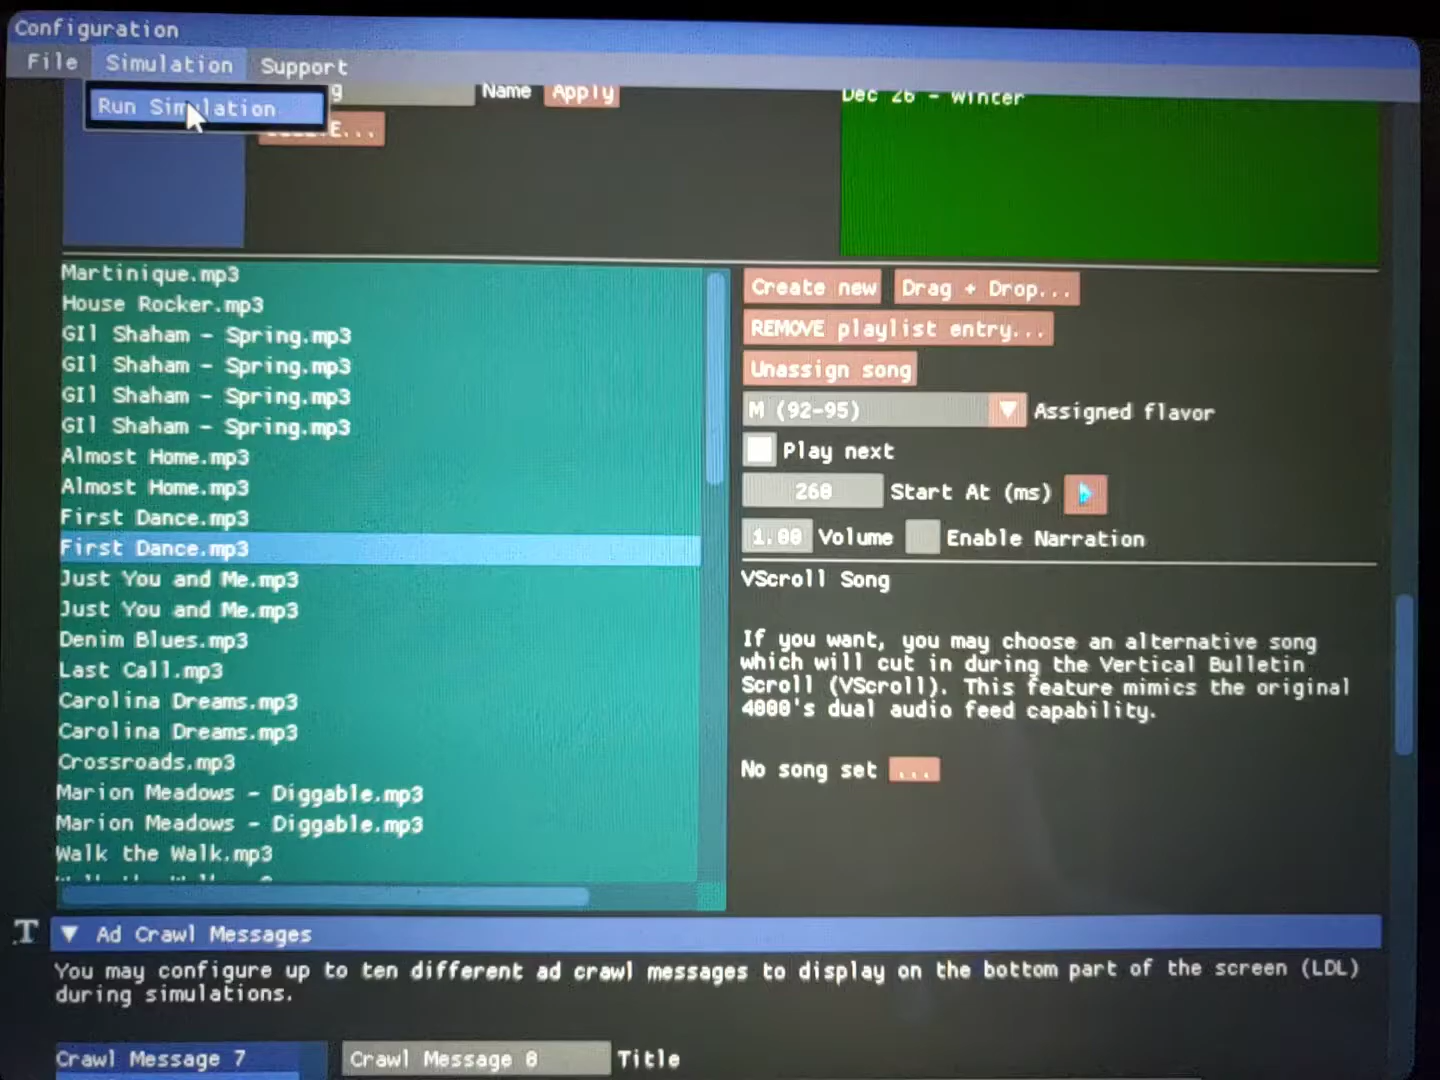 Configuration
File Simulation Support
Run Simulation
g Name Apply
Dec 26 - Winter
E...
Martinique.mp3
House Rocker.mp3
GIl Shaham - Spring.mp3
GIl Shaham - Spring.mp3
GIl Shaham - Spring.mp3
GIl Shaham - Spring.mp3
Almost Home.mp3
Almost Home.mp3
First Dance.mp3
First Dance.mp3
Just You and Me.mp3
Just You and Me.mp3
Denim Blues.mp3
Last Call.mp3
Carolina Dreams.mp3
Carolina Dreams.mp3
Crossroads.mp3
Marion Meadows - Diggable.mp3
Marion Meadows - Diggable.mp3
Walk the Walk.mp3
Create new Drag + Drop...
REMOVE playlist entry...
Unassign song
M (92-95) Assigned flavor
Play next
260 Start At (ms)
1.00 Volume Enable Narration
VScroll Song
If you want, you may choose an alternative song
which will cut in during the Vertical Bulletin
Scroll (VScroll). This feature mimics the original
4000's dual audio feed capability.
No song set ...
T Ad Crawl Messages
You may configure up to ten different ad crawl messages to display on the bottom part of the screen (LDL)
during simulations.
Crawl Message 7 Crawl Message 8 Title